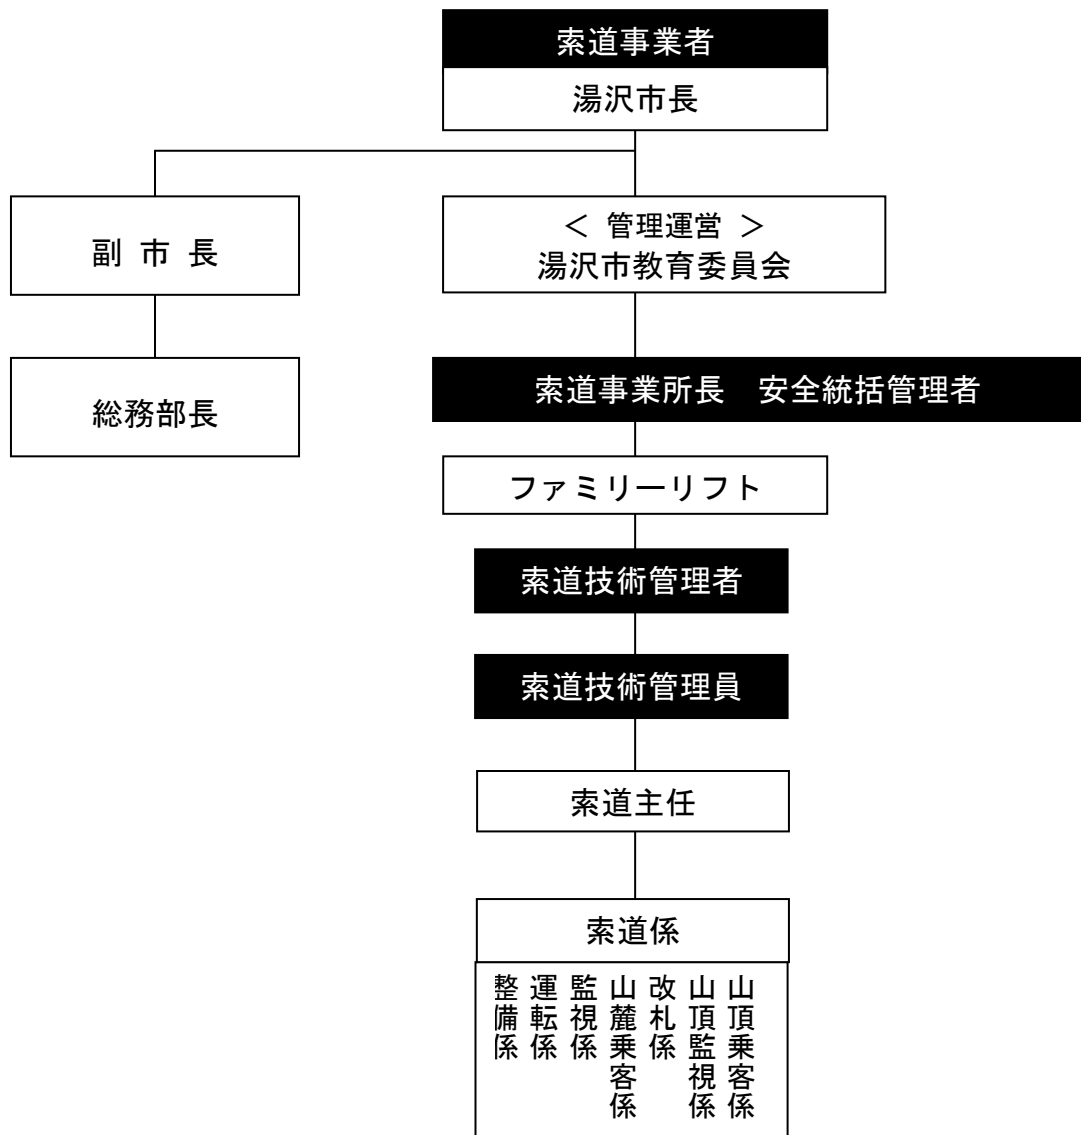 索道事業者
湯沢市長
副 市 長
＜ 管理運営 ＞
湯沢市教育委員会
総務部長
索道事業所長　安全統括管理者
ファミリーリフト
索道技術管理者
索道技術管理員
索道主任
索道係
整備係
運転係
監視係
山麓乗客係
改札係
山頂監視係
山頂乗客係